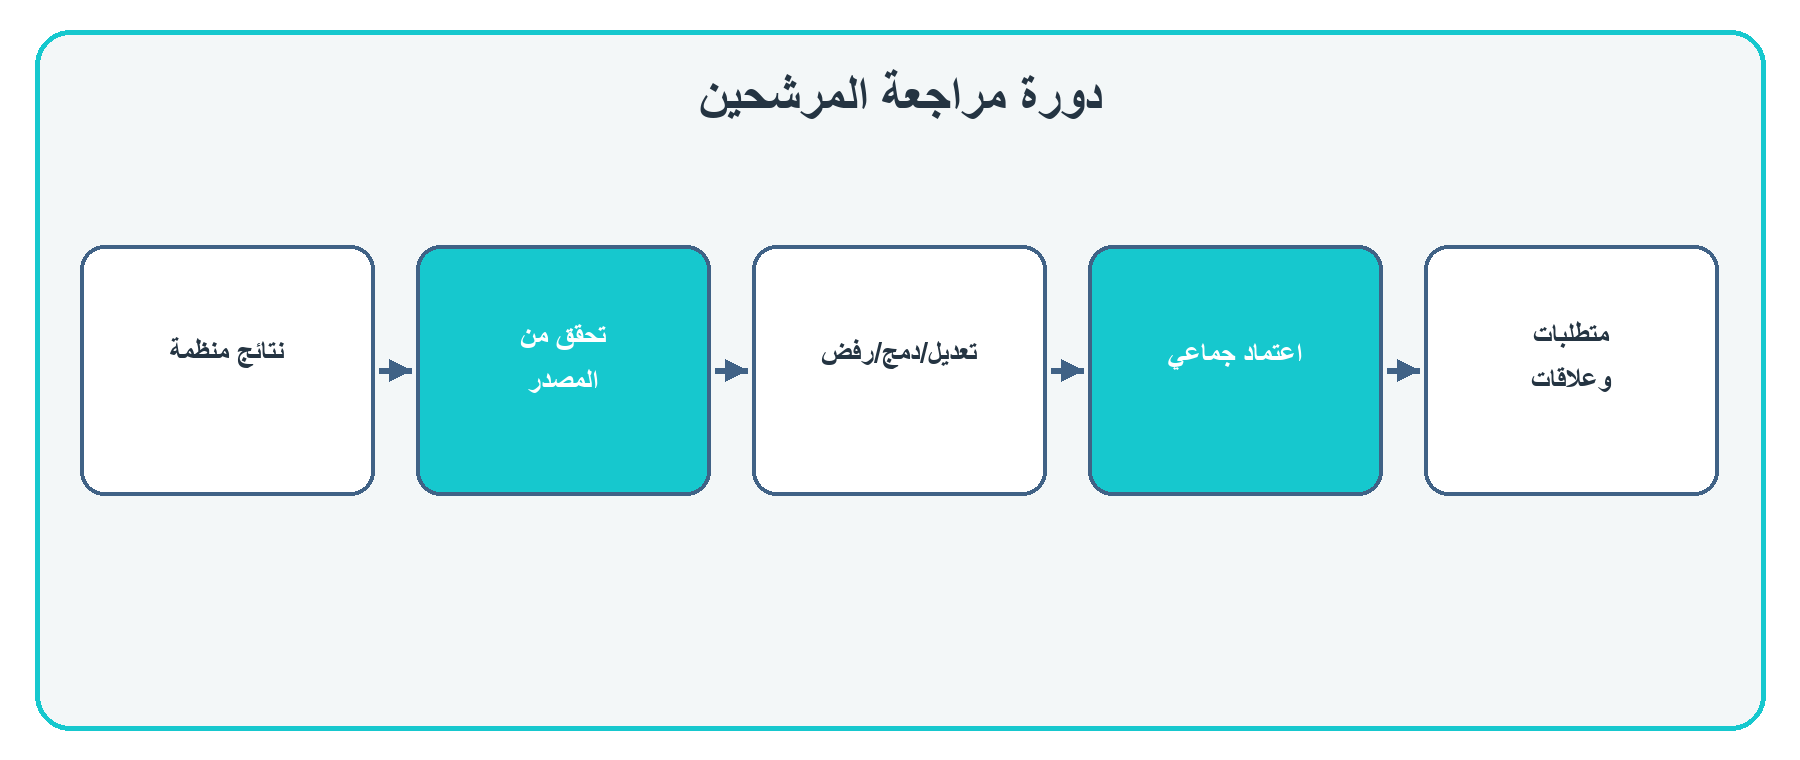 دورة مراجعة المرشحين
نتائج منظمة
تحقق من
المصدر
تعديل/دمج/رفض
اعتماد جماعي
متطلبات
وعلاقات